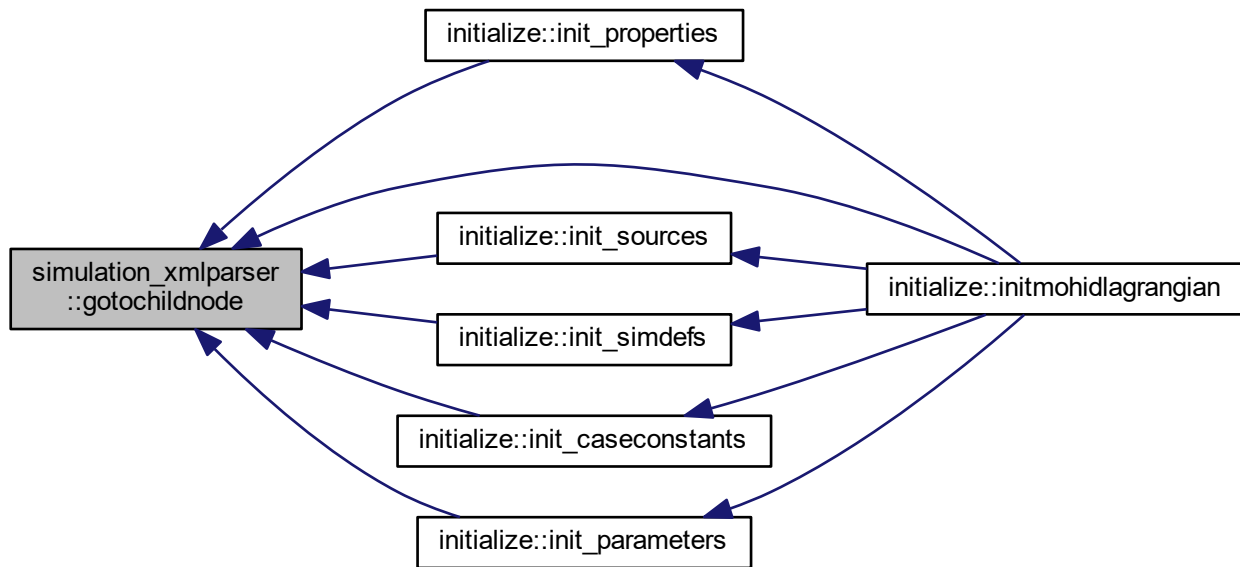 initialize::init_properties
initialize::init_sources
simulation_xmlparser
::gotochildnode
initialize::initmohidlagrangian
initialize::init_simdefs
initialize::init_caseconstants
initialize::init_parameters